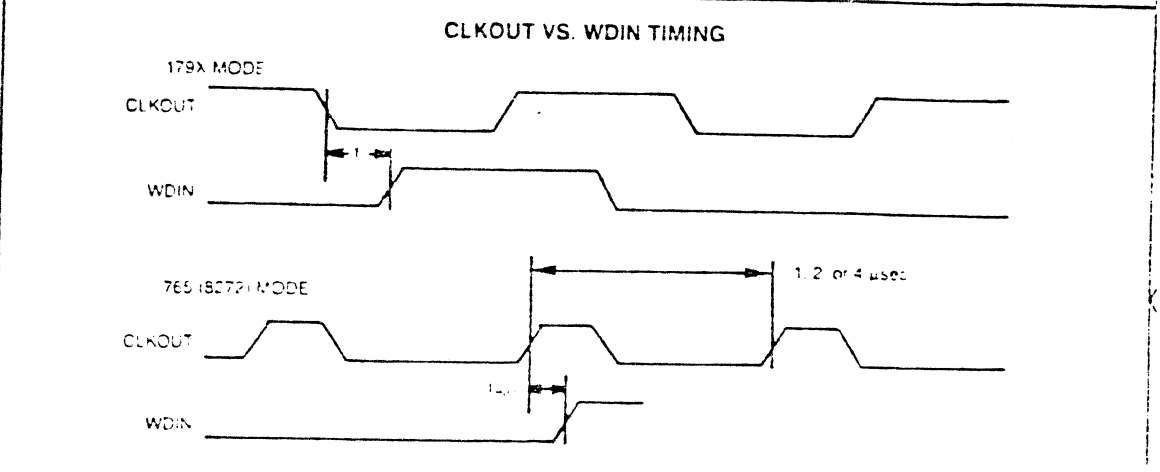 CLKOUT VS. WDIN TIMING
179X MODE
CLKOUT
WDIN
1, 2, or 4 µsec
765 (8272) MODE
CLKOUT
WDIN